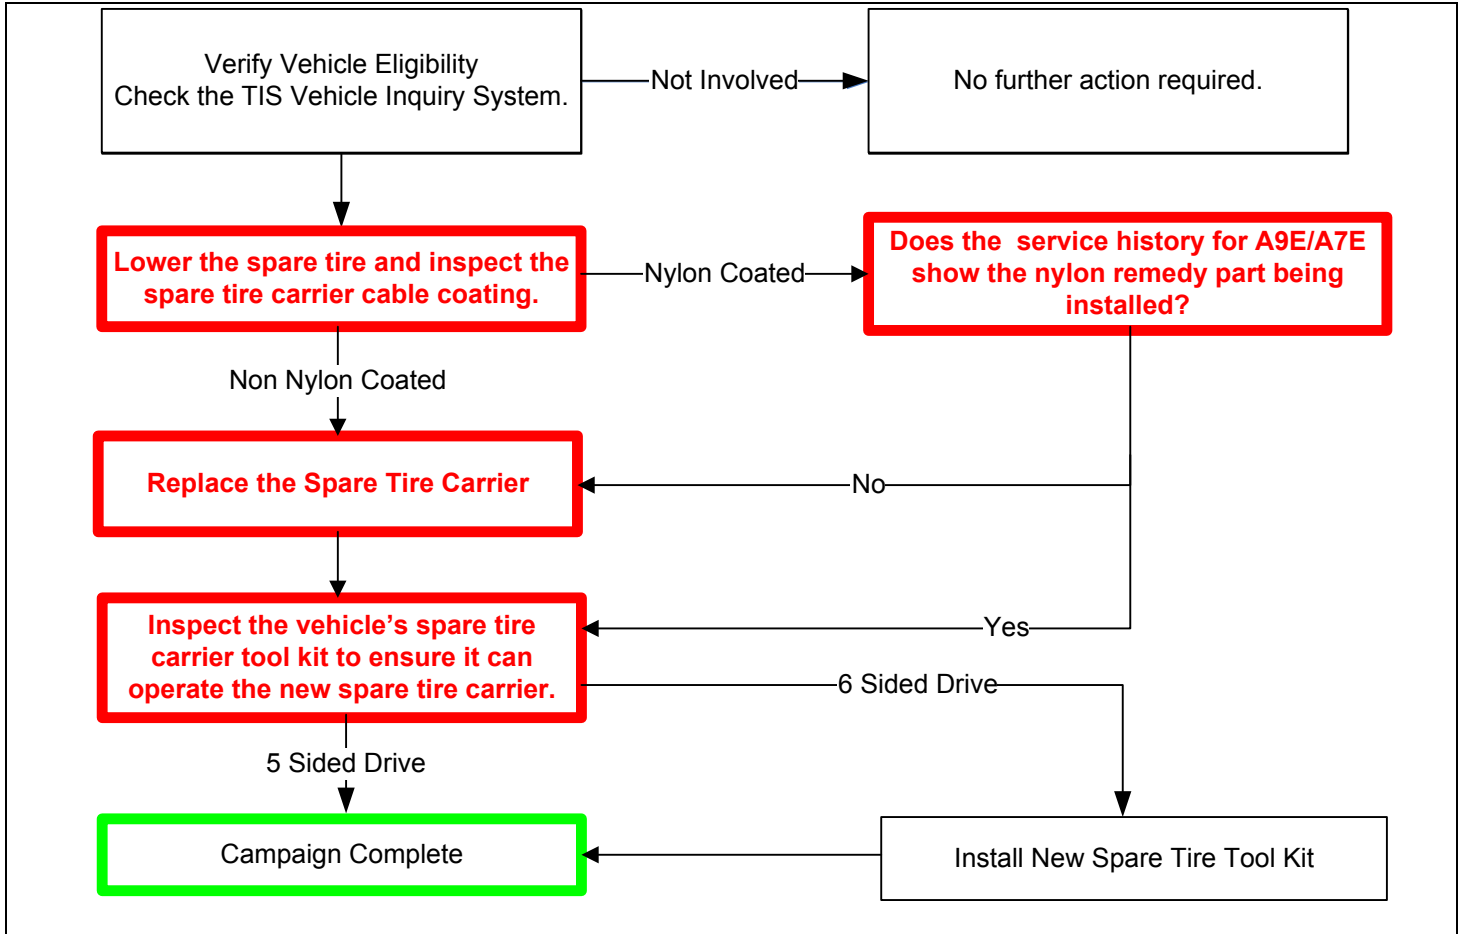 Verify Vehicle Eligibility
Check the TIS Vehicle Inquiry System.
Not Involved
No further action required.
Lower the spare tire and inspect the
spare tire carrier cable coating.
Nylon Coated
Does the service history for A9E/A7E
show the nylon remedy part being
installed?
Non Nylon Coated
Replace the Spare Tire Carrier
No
Inspect the vehicle’s spare tire
carrier tool kit to ensure it can
operate the new spare tire carrier.
Yes
6 Sided Drive
5 Sided Drive
Campaign Complete
Install New Spare Tire Tool Kit